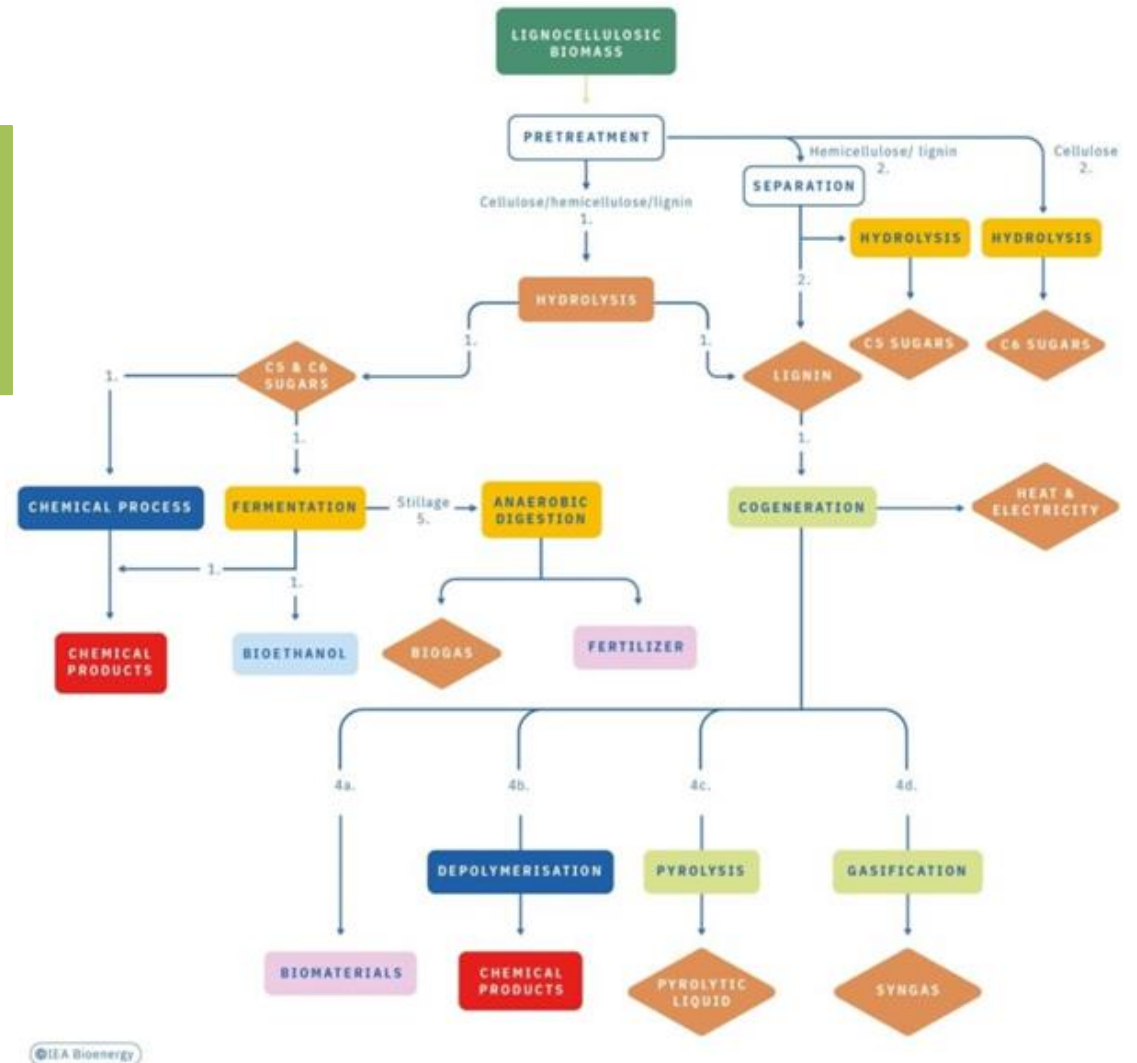 LIGNOCELLULOSIC
BIOMASS
PRETREATMENT
Hemicellulose/ lignin
2.
Cellulose
2.
SEPARATION
Cellulose/hemicellulose/lignin
1.
HYDROLYSIS
HYDROLYSIS
2.
HYDROLYSIS
C5 SUGARS
C6 SUGARS
1.
1.
C5 & C6
SUGARS
LIGNIN
1.
1.
1.
CHEMICAL PROCESS
FERMENTATION
Stillage
5.
ANAEROBIC
DIGESTION
COGENERATION
HEAT &
ELECTRICITY
1.
1.
CHEMICAL
PRODUCTS
BIOETHANOL
BIOGAS
FERTILIZER
4a.
4b.
4c.
4d.
DEPOLYMERISATION
PYROLYSIS
GASIFICATION
BIOMATERIALS
CHEMICAL
PRODUCTS
PYROLYTIC
LIQUID
SYNGAS
©IEA Bioenergy